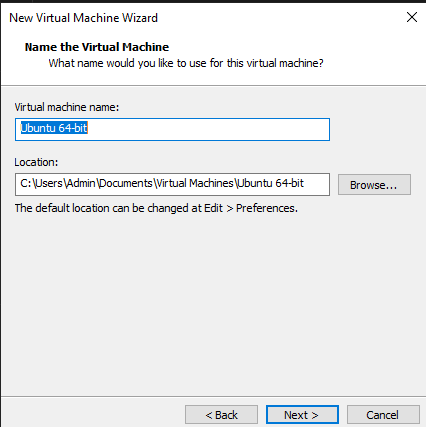 New Virtual Machine Wizard
Name the Virtual Machine
What name would you like to use for this virtual machine?
Virtual machine name:
Ubuntu 64-bit
Location:
C:\Users\Admin\Documents\Virtual Machines\Ubuntu 64-bit
Browse...
The default location can be changed at Edit > Preferences.
< Back
Next >
Cancel